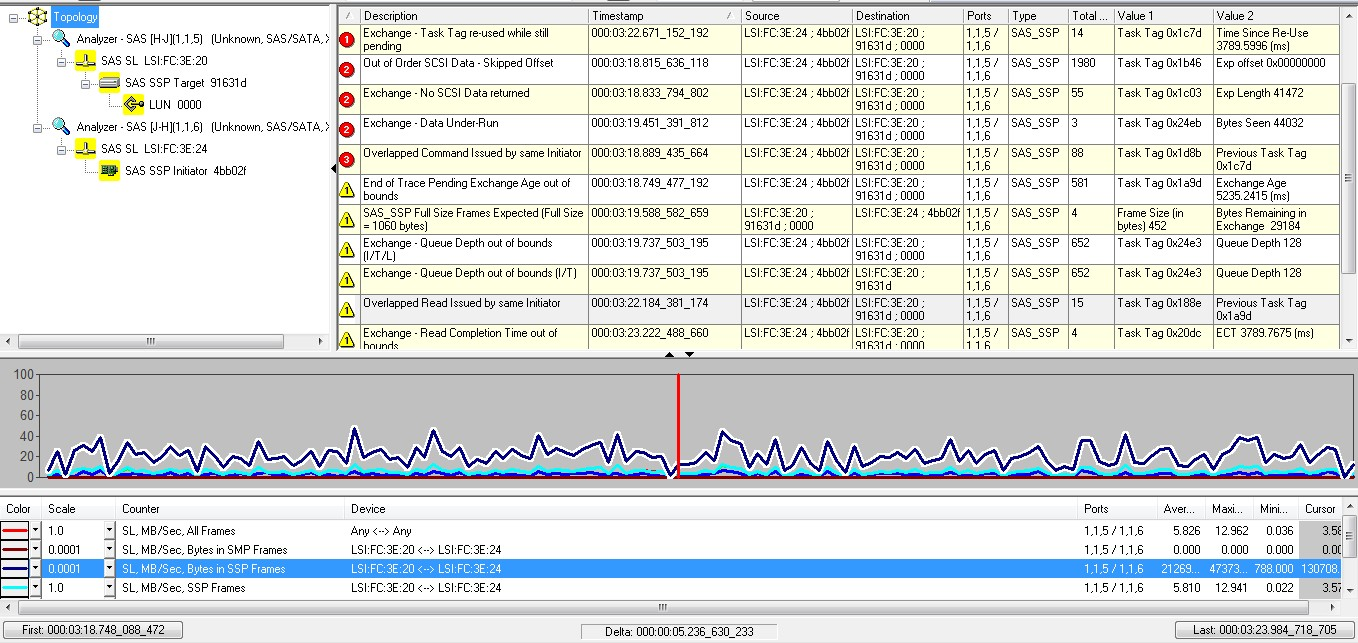 Topology
Analyzer - SAS [H-J](1,1,5) (Unknown, SAS/SATA,
SAS SL LSI:FC:3E:20
SAS SSP Target 91631d
LUN 0000
Analyzer - SAS [J-H](1,1,6) (Unknown, SAS/SATA,
SAS SL LSI:FC:3E:24
SAS SSP Initiator 4bb02f
Description Timestamp Source Destination Ports Type Total ... Value 1 Value 2
1 Exchange - Task Tag re-used while still pending 000:03:22.671_152_192 LSI:FC:3E:24 ; 4bb02f LSI:FC:3E:20 ; 91631d ; 0000 1,1,5 / 1,1,6 SAS_SSP 14 Task Tag 0x1c7d Time Since Re-Use 3789.5996 (ms)
2 Out of Order SCSI Data - Skipped Offset 000:03:18.815_636_118 LSI:FC:3E:24 ; 4bb02f LSI:FC:3E:20 ; 91631d ; 0000 1,1,5 / 1,1,6 SAS_SSP 1980 Task Tag 0x1b46 Exp offset 0x00000000
2 Exchange - No SCSI Data returned 000:03:18.833_794_802 LSI:FC:3E:24 ; 4bb02f LSI:FC:3E:20 ; 91631d ; 0000 1,1,5 / 1,1,6 SAS_SSP 55 Task Tag 0x1c03 Exp Length 41472
2 Exchange - Data Under-Run 000:03:19.451_391_812 LSI:FC:3E:24 ; 4bb02f LSI:FC:3E:20 ; 91631d ; 0000 1,1,5 / 1,1,6 SAS_SSP 3 Task Tag 0x24eb Bytes Seen 44032
3 Overlapped Command Issued by same Initiator 000:03:18.889_435_664 LSI:FC:3E:24 ; 4bb02f LSI:FC:3E:20 ; 91631d ; 0000 1,1,5 / 1,1,6 SAS_SSP 88 Task Tag 0x1d8b Previous Task Tag 0x1c7d
1 End of Trace Pending Exchange Age out of bounds 000:03:18.749_477_192 LSI:FC:3E:24 ; 4bb02f LSI:FC:3E:20 ; 91631d ; 0000 1,1,5 / 1,1,6 SAS_SSP 581 Task Tag 0x1a9d Exchange Age 5235.2415 (ms)
1 SAS_SSP Full Size Frames Expected (Full Size = 1060 bytes) 000:03:19.588_582_659 LSI:FC:3E:20 ; 91631d ; 0000 LSI:FC:3E:24 ; 4bb02f 1,1,5 / 1,1,6 SAS_SSP 4 Frame Size (in bytes) 452 Bytes Remaining in Exchange 29184
1 Exchange - Queue Depth out of bounds (I/T/L) 000:03:19.737_503_195 LSI:FC:3E:24 ; 4bb02f LSI:FC:3E:20 ; 91631d ; 0000 1,1,5 / 1,1,6 SAS_SSP 652 Task Tag 0x24e3 Queue Depth 128
1 Exchange - Queue Depth out of bounds (I/T) 000:03:19.737_503_195 LSI:FC:3E:24 ; 4bb02f LSI:FC:3E:20 ; 91631d 1,1,5 / 1,1,6 SAS_SSP 652 Task Tag 0x24e3 Queue Depth 128
1 Overlapped Read Issued by same Initiator 000:03:22.184_381_174 LSI:FC:3E:24 ; 4bb02f LSI:FC:3E:20 ; 91631d ; 0000 1,1,5 / 1,1,6 SAS_SSP 15 Task Tag 0x188e Previous Task Tag 0x1a9d
1 Exchange - Read Completion Time out of bounds 000:03:23.222_488_660 LSI:FC:3E:24 ; 4bb02f LSI:FC:3E:20 ; 91631d ; 0000 1,1,5 / 1,1,6 SAS_SSP 4 Task Tag 0x20dc ECT 3789.7675 (ms)
100
80
60
40
20
0
Color Scale Counter Device Ports Aver... Maxi... Mini... Cursor
1.0 SL, MB/Sec, All Frames Any <--> Any 1,1,5 / 1,1,6 5.826 12.962 0.036 3.58
0.0001 SL, MB/Sec, Bytes in SMP Frames LSI:FC:3E:20 <--> LSI:FC:3E:24 1,1,5 / 1,1,6 0.000 0.000 0.000 0.00
0.0001 SL, MB/Sec, Bytes in SSP Frames LSI:FC:3E:20 <--> LSI:FC:3E:24 1,1,5 / 1,1,6 21269... 47373... 788.000 130708.
1.0 SL, MB/Sec, SSP Frames LSI:FC:3E:20 <--> LSI:FC:3E:24 1,1,5 / 1,1,6 5.810 12.941 0.022 3.57
First: 000:03:18.748_088_472 Delta: 000:00:05.236_630_233 Last: 000:03:23.984_718_705